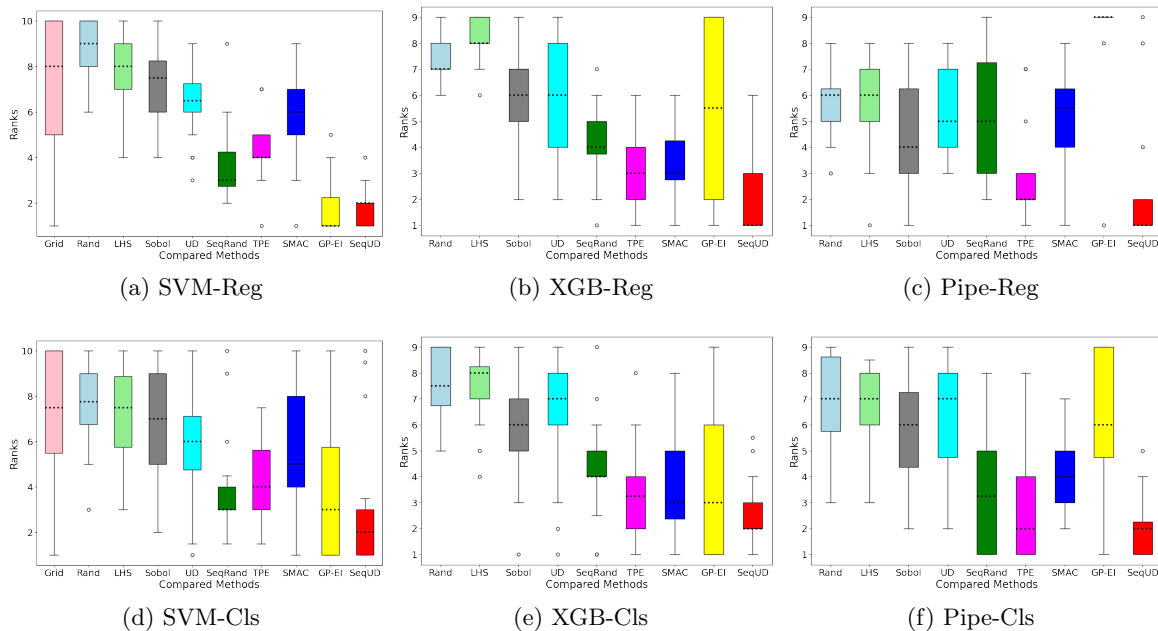 10
8
6
4
2
Ranks
Grid Rand LHS Sobol UD SeqRand TPE SMAC GP-EI SeqUD
Compared Methods
(a) SVM-Reg
9
8
7
6
5
4
3
2
1
Ranks
Rand LHS Sobol UD SeqRand TPE SMAC GP-EI SeqUD
Compared Methods
(b) XGB-Reg
9
8
7
6
5
4
3
2
1
Ranks
Rand LHS Sobol UD SeqRand TPE SMAC GP-EI SeqUD
Compared Methods
(c) Pipe-Reg
10
8
6
4
2
Ranks
Grid Rand LHS Sobol UD SeqRand TPE SMAC GP-EI SeqUD
Compared Methods
(d) SVM-Cls
9
8
7
6
5
4
3
2
1
Ranks
Rand LHS Sobol UD SeqRand TPE SMAC GP-EI SeqUD
Compared Methods
(e) XGB-Cls
9
8
7
6
5
4
3
2
1
Ranks
Rand LHS Sobol UD SeqRand TPE SMAC GP-EI SeqUD
Compared Methods
(f) Pipe-Cls